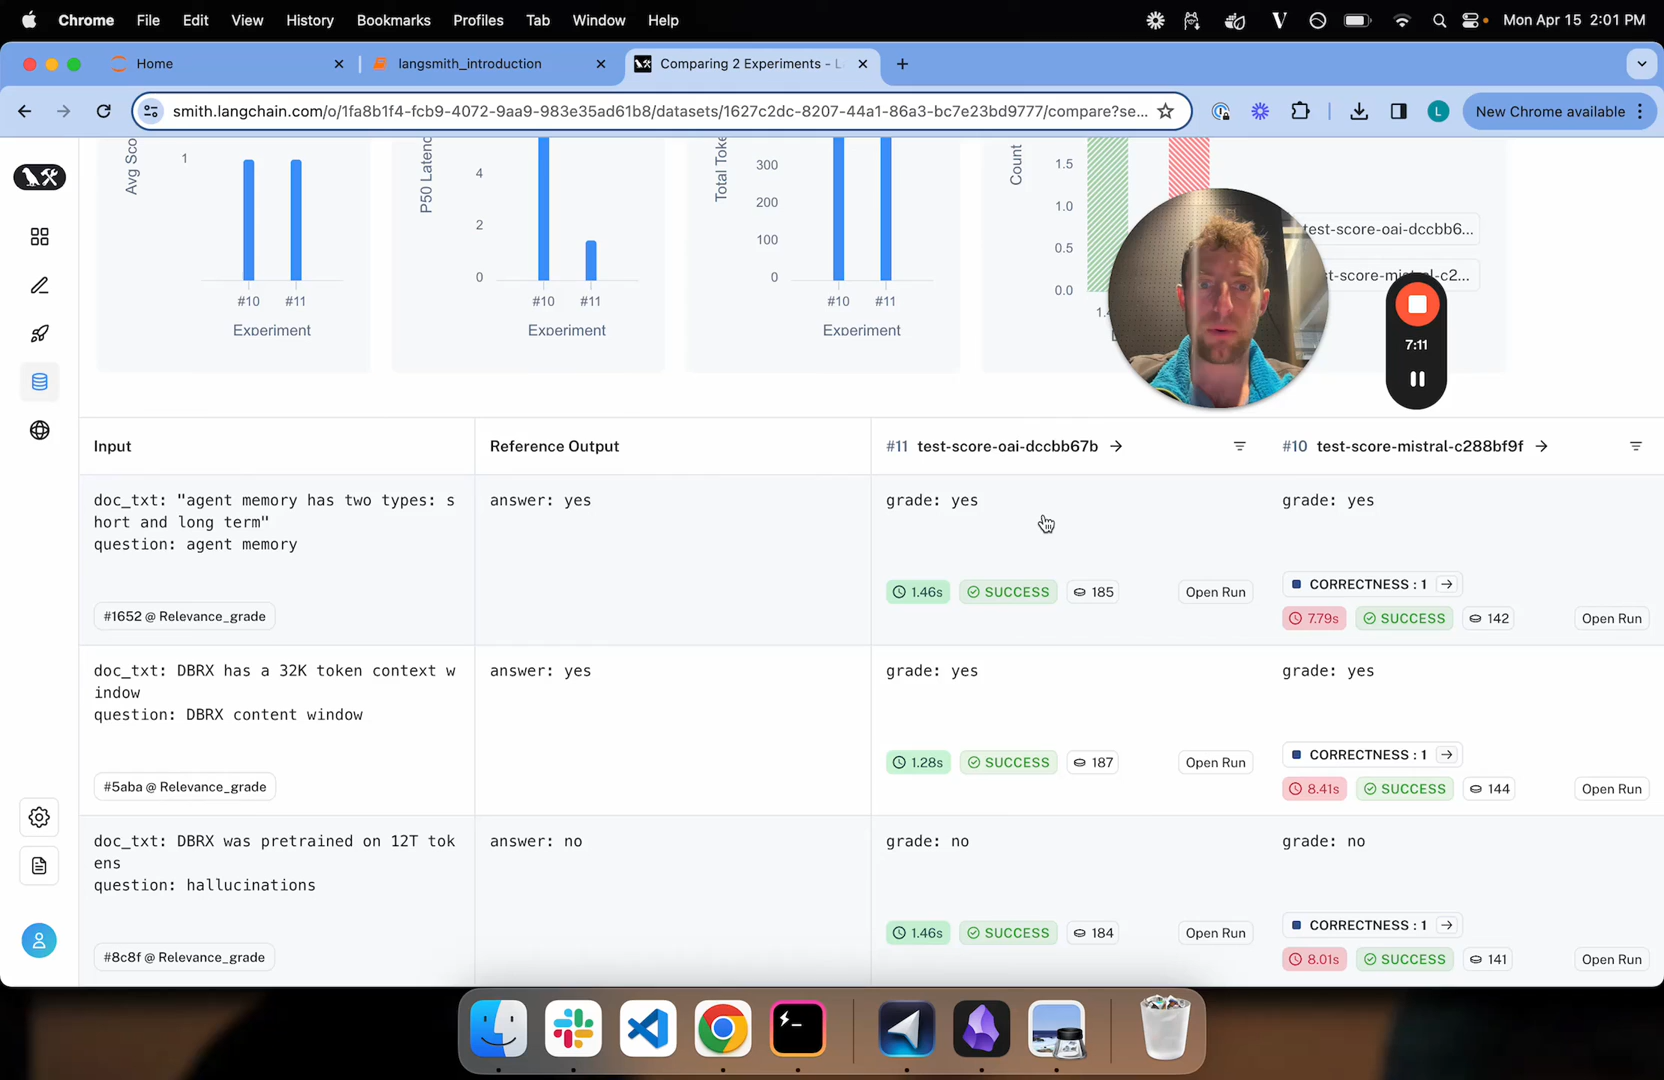 Chrome File Edit View History Bookmarks Profiles Tab Window Help V Mon Apr 15 2:01 PM
Home langsmith_introduction Comparing 2 Experiments - L
smith.langchain.com/o/1fa8b1f4-fcb9-4072-9aa9-983e35ad61b8/datasets/1627c2dc-8207-44a1-86a3-bc7e23bd9777/compare?se... L New Chrome available
Avg Sco
1
#10 #11
Experiment
P50 Latenc
4
2
0
#10 #11
Experiment
Total Toke
300
200
100
0
#10 #11
Experiment
Count
1.5
1.0
0.5
0.0
test-score-oai-dccbb6...
st-score-mistral-c2...
7:11
Input Reference Output #11 test-score-oai-dccbb67b #10 test-score-mistral-c288bf9f
doc_txt: "agent memory has two types: s
hort and long term"
question: agent memory
#1652 @ Relevance_grade
answer: yes
grade: yes
1.46s SUCCESS 185 Open Run
grade: yes
CORRECTNESS : 1
7.79s SUCCESS 142 Open Run
doc_txt: DBRX has a 32K token context w
indow
question: DBRX content window
#5aba @ Relevance_grade
answer: yes
grade: yes
1.28s SUCCESS 187 Open Run
grade: yes
CORRECTNESS : 1
8.41s SUCCESS 144 Open Run
doc_txt: DBRX was pretrained on 12T tok
ens
question: hallucinations
#8c8f @ Relevance_grade
answer: no
grade: no
1.46s SUCCESS 184 Open Run
grade: no
CORRECTNESS : 1
8.01s SUCCESS 141 Open Run